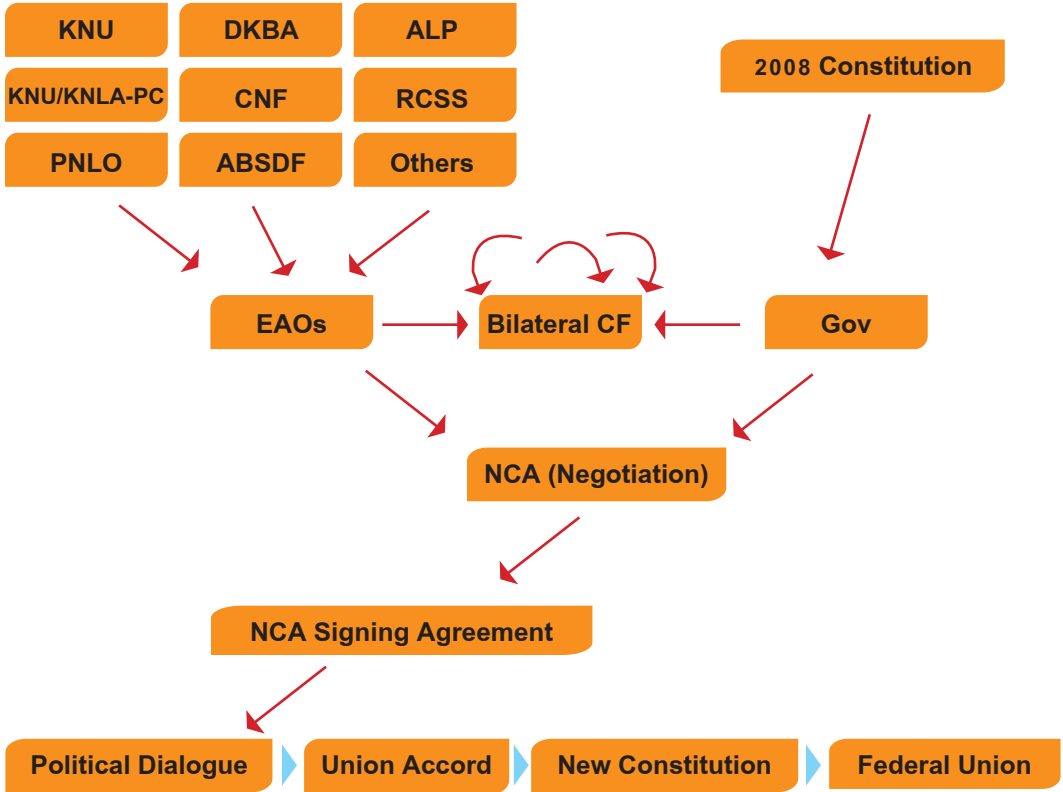 KNU
DKBA
ALP
2008 Constitution
KNU/KNLA-PC
CNF
RCSS
PNLO
ABSDF
Others
EAOs
Bilateral CF
Gov
NCA (Negotiation)
NCA Signing Agreement
Political Dialogue
Union Accord
New Constitution
Federal Union